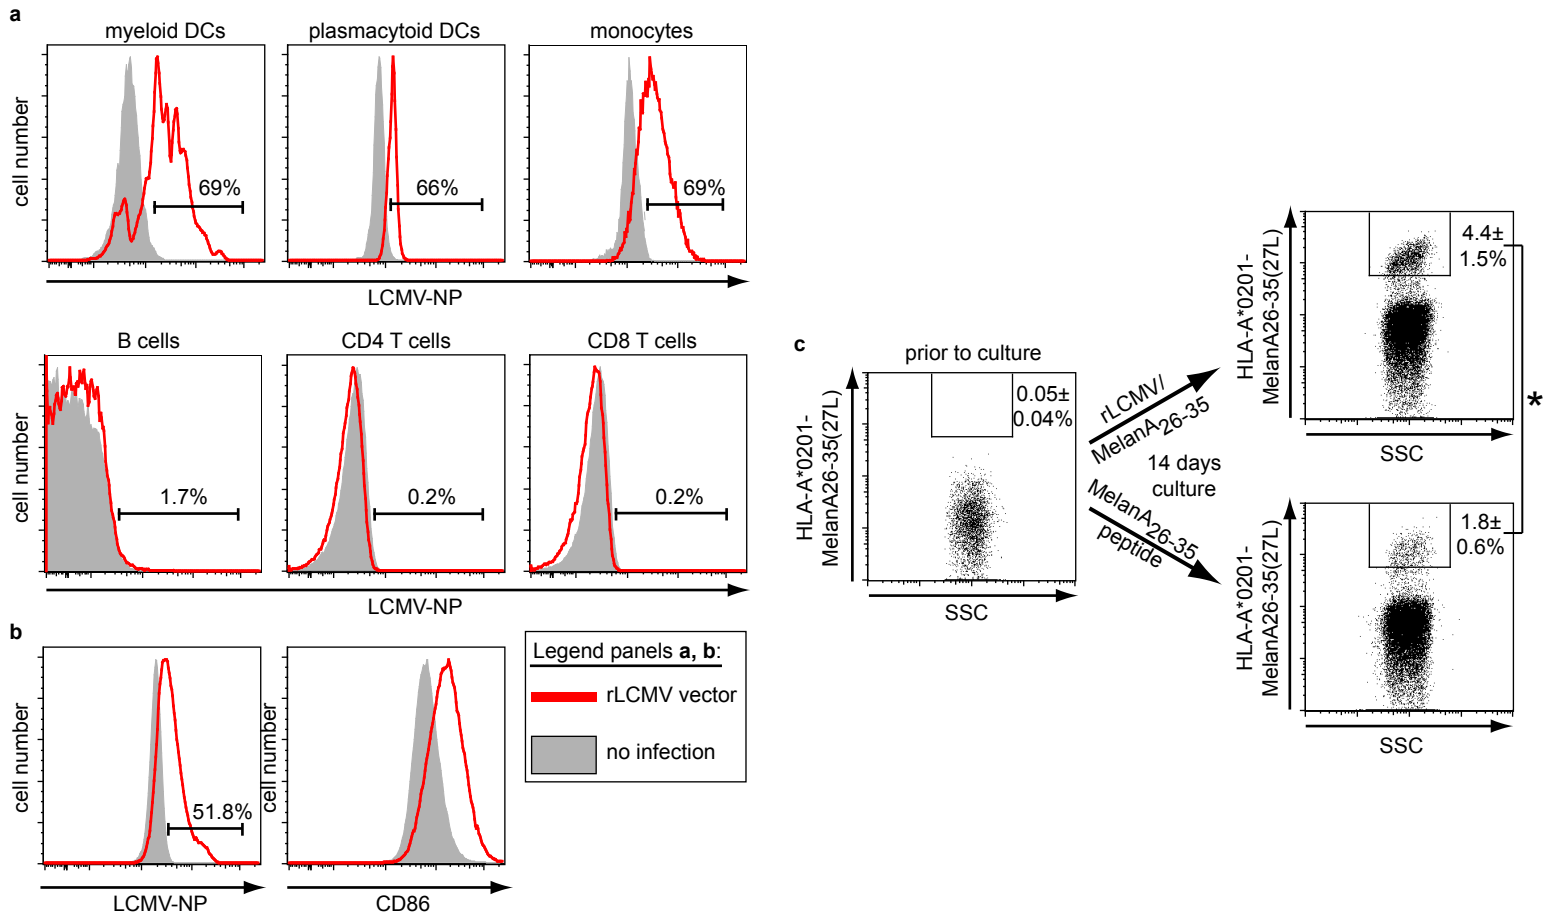 a
myeloid DCs
plasmacytoid DCs
monocytes
cell number
69%
66%
69%
LCMV-NP
B cells
CD4 T cells
CD8 T cells
cell number
1.7%
0.2%
0.2%
LCMV-NP
b
cell number
51.8%
LCMV-NP
cell number
CD86
Legend panels a, b:
rLCMV vector
no infection
c
prior to culture
HLA-A*0201-
MelanA26-35(27L)
0.05±
0.04%
SSC
rLCMV/
MelanA26-35
14 days
culture
MelanA26-35
peptide
HLA-A*0201-
MelanA26-35(27L)
4.4±
1.5%
SSC
*
HLA-A*0201-
MelanA26-35(27L)
1.8±
0.6%
SSC